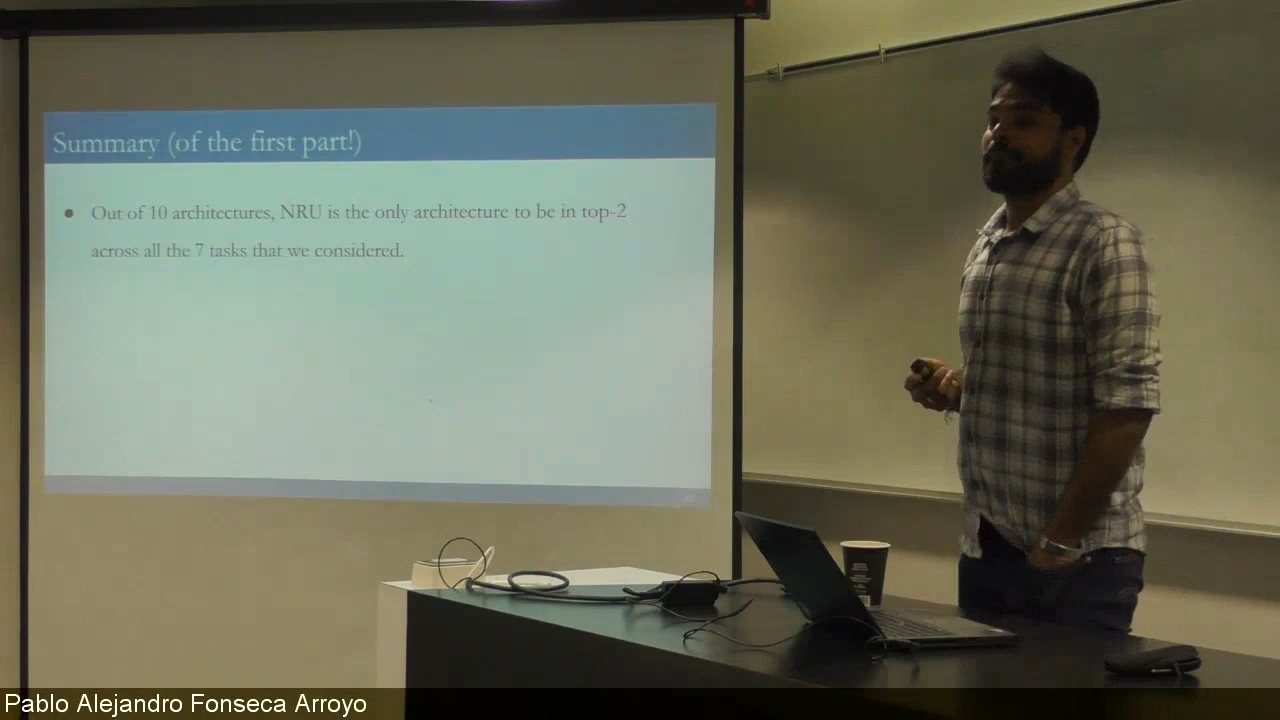 Summary (of the first part!)
● Out of 10 architectures, NRU is the only architecture to be in top-2
across all the 7 tasks that we considered.
Pablo Alejandro Fonseca Arroyo